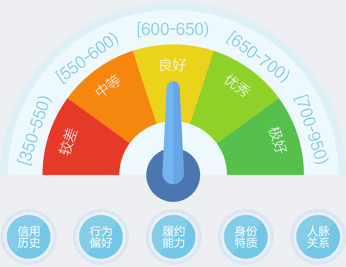 [350-550)
[550-600)
[600-650)
[650-700)
[700-950)
较差
中等
良好
优秀
极好
信用
历史
行为
偏好
履约
能力
身份
特质
人脉
关系